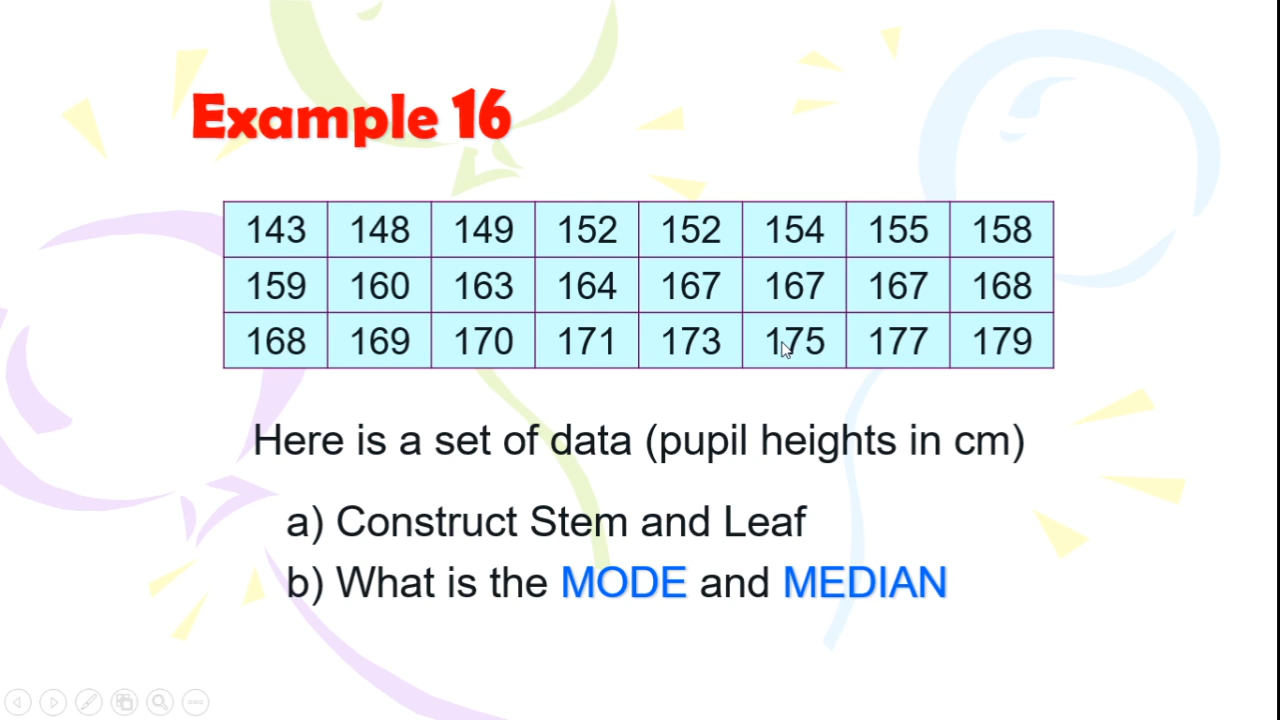 Example 16
143 148 149 152 152 154 155 158
159 160 163 164 167 167 167 168
168 169 170 171 173 175 177 179
Here is a set of data (pupil heights in cm)
a) Construct Stem and Leaf
b) What is the MODE and MEDIAN